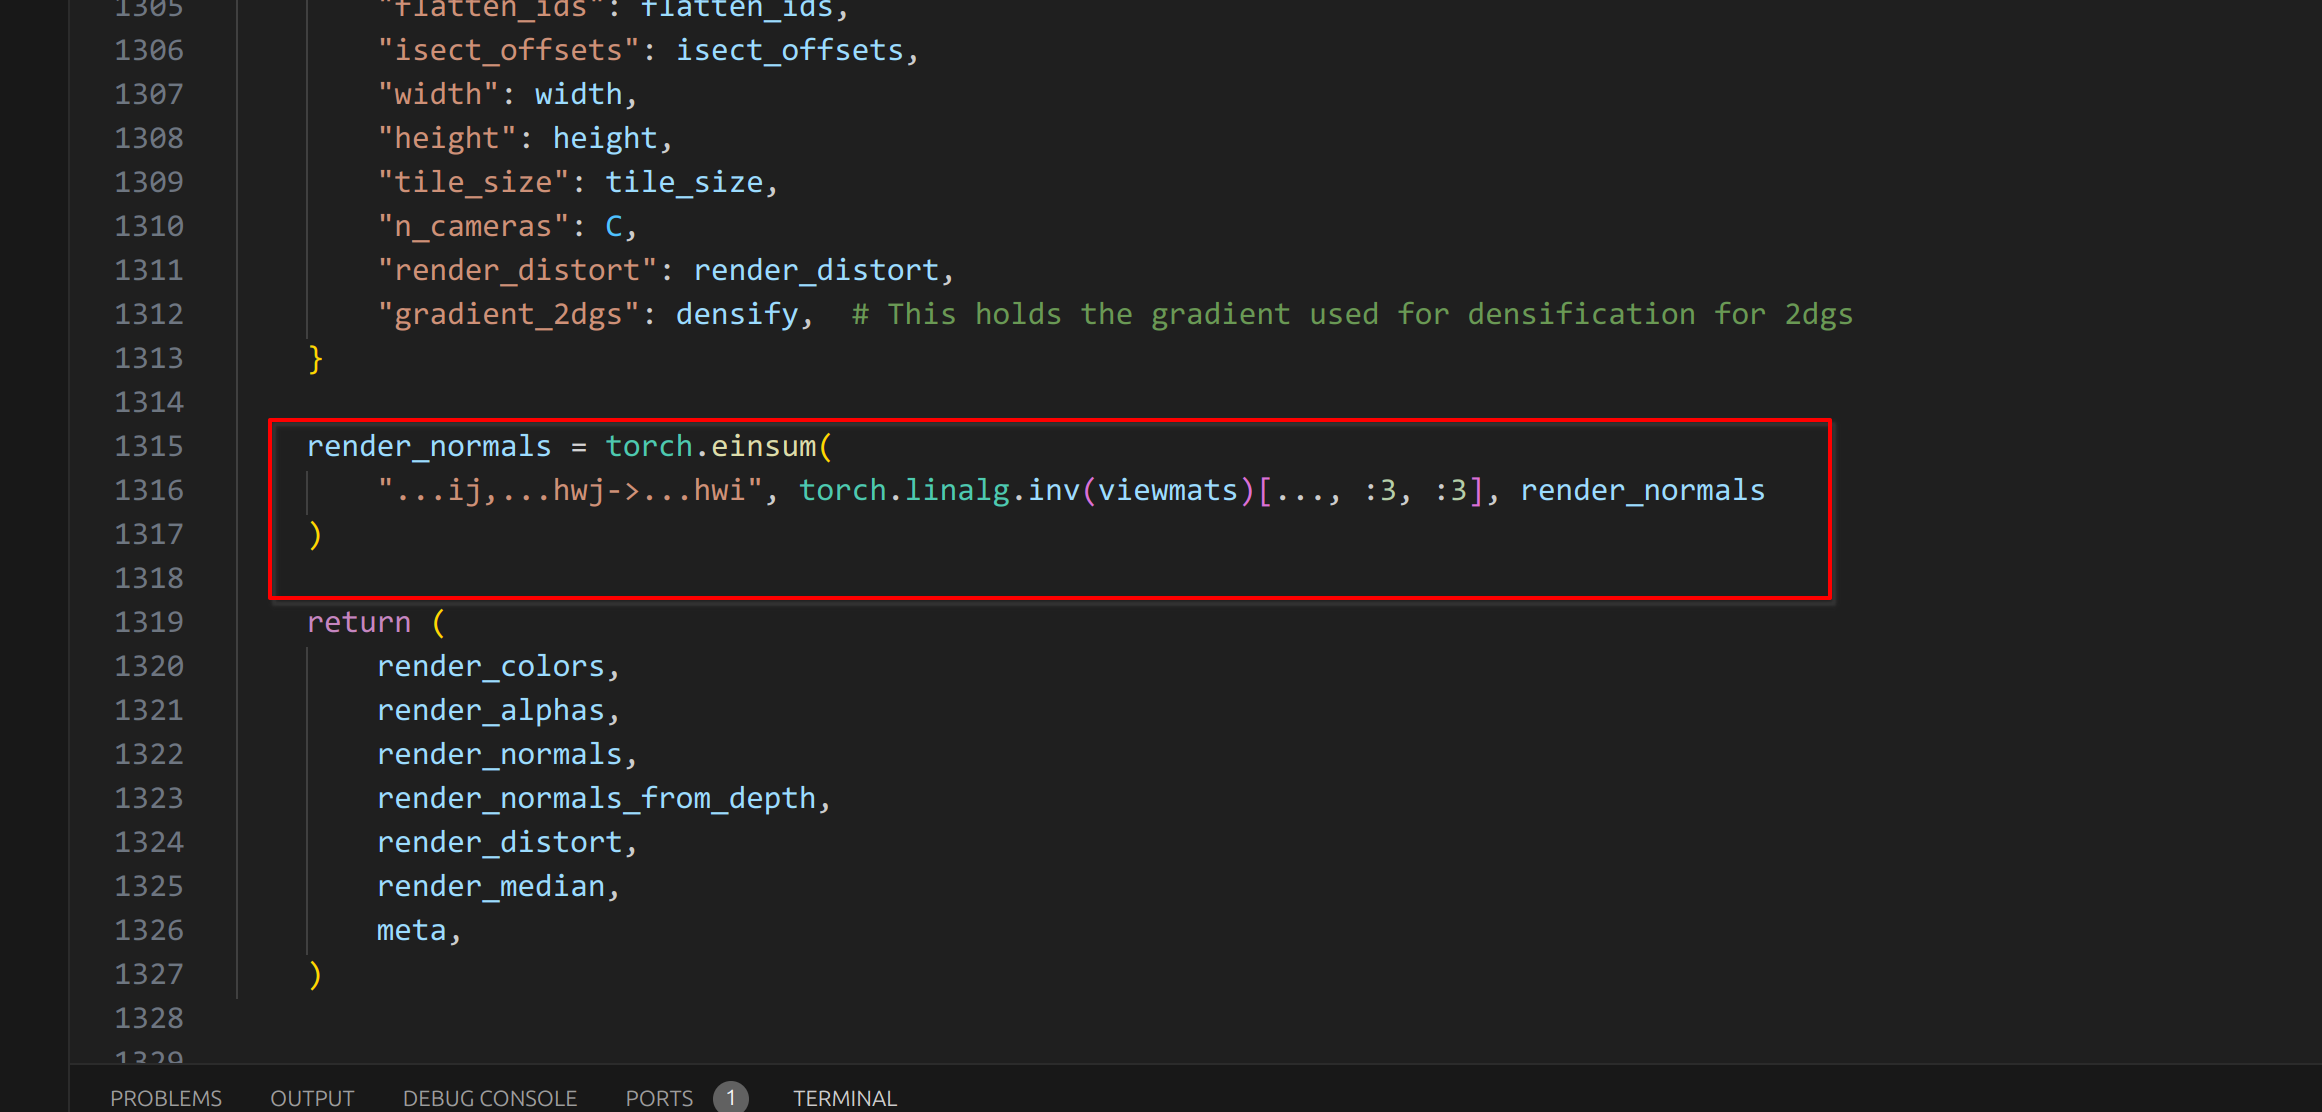 1305 "flatten_ids": flatten_ids,
1306 "isect_offsets": isect_offsets,
1307 "width": width,
1308 "height": height,
1309 "tile_size": tile_size,
1310 "n_cameras": C,
1311 "render_distort": render_distort,
1312 "gradient_2dgs": densify,  # This holds the gradient used for densification for 2dgs
1313 }
1314
1315 render_normals = torch.einsum(
1316 "...ij,...hwj->...hwi", torch.linalg.inv(viewmats)[..., :3, :3], render_normals
1317 )
1318
1319 return (
1320 render_colors,
1321 render_alphas,
1322 render_normals,
1323 render_normals_from_depth,
1324 render_distort,
1325 render_median,
1326 meta,
1327 )
1328
1329
PROBLEMS OUTPUT DEBUG CONSOLE PORTS 1 TERMINAL